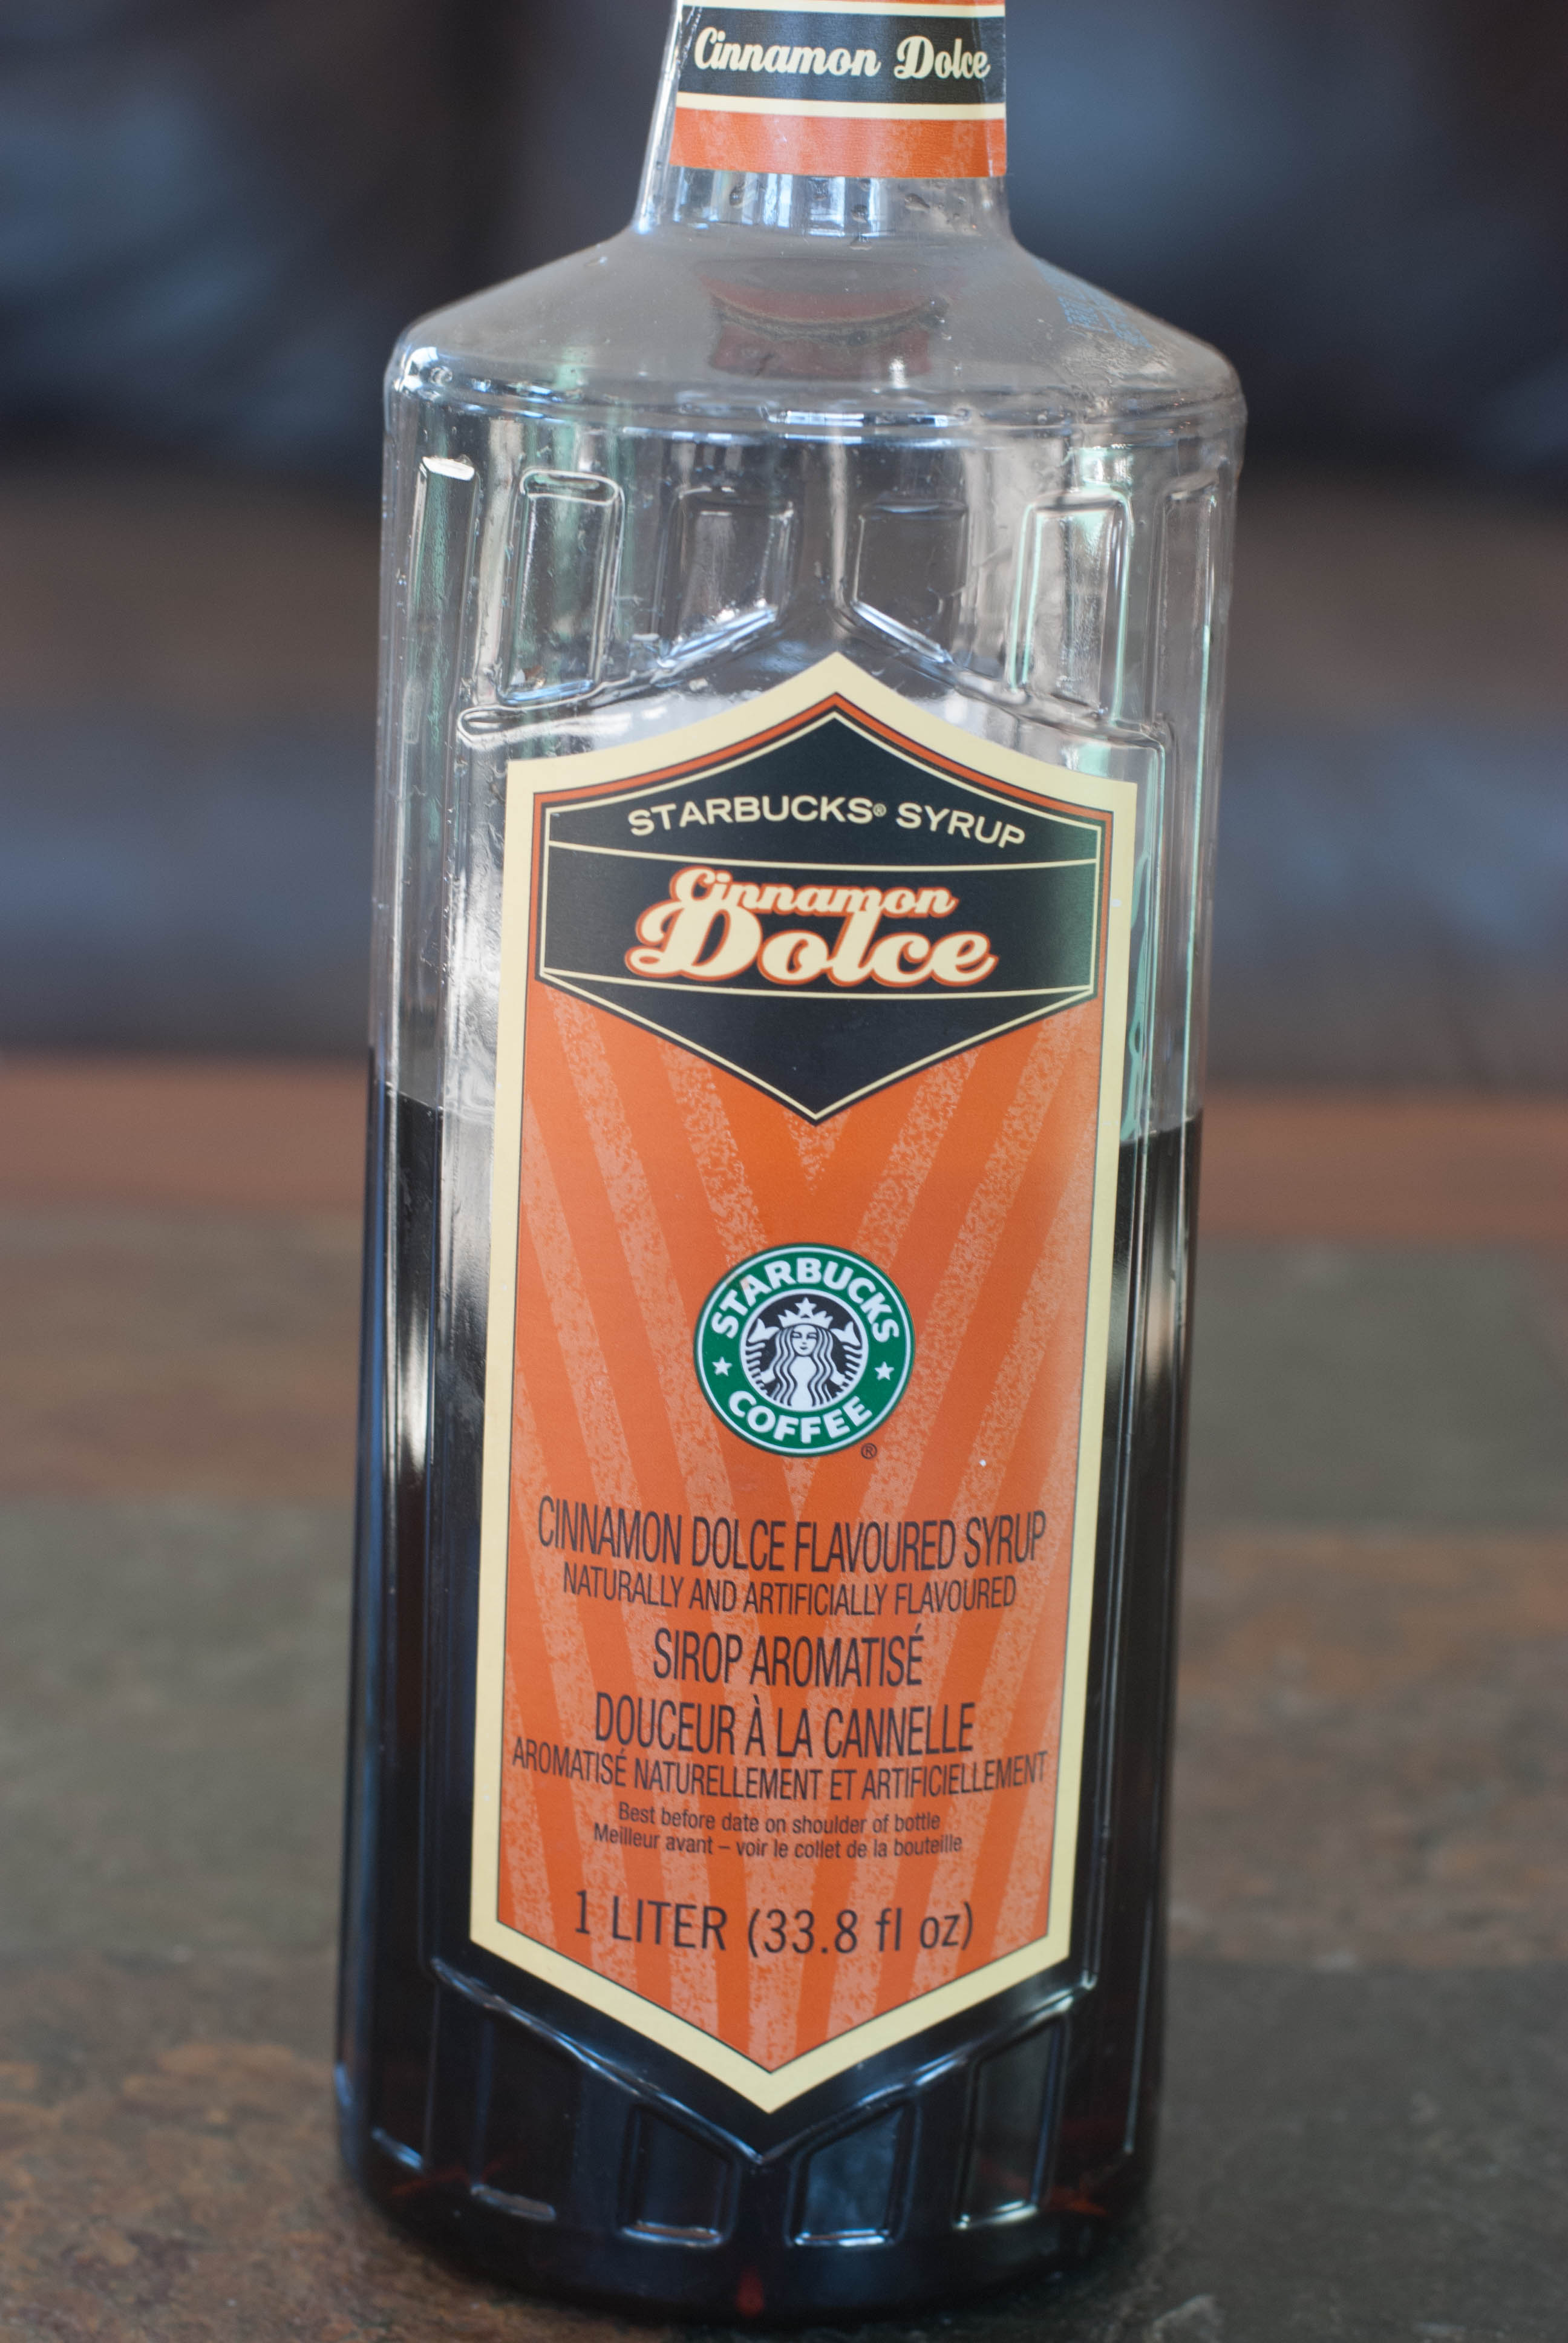 Cinnamon Dolce
STARBUCKS® SYRUP
Cinnamon
Dolce
STARBUCKS
COFFEE
®
CINNAMON DOLCE FLAVOURED SYRUP
NATURALLY AND ARTIFICIALLY FLAVOURED
SIROP AROMATISÉ
DOUCEUR À LA CANNELLE
AROMATISÉ NATURELLEMENT ET ARTIFICIELLEMENT
Best before date on shoulder of bottle
Meilleur avant – voir le collet de la bouteille
1 LITER (33.8 fl oz)